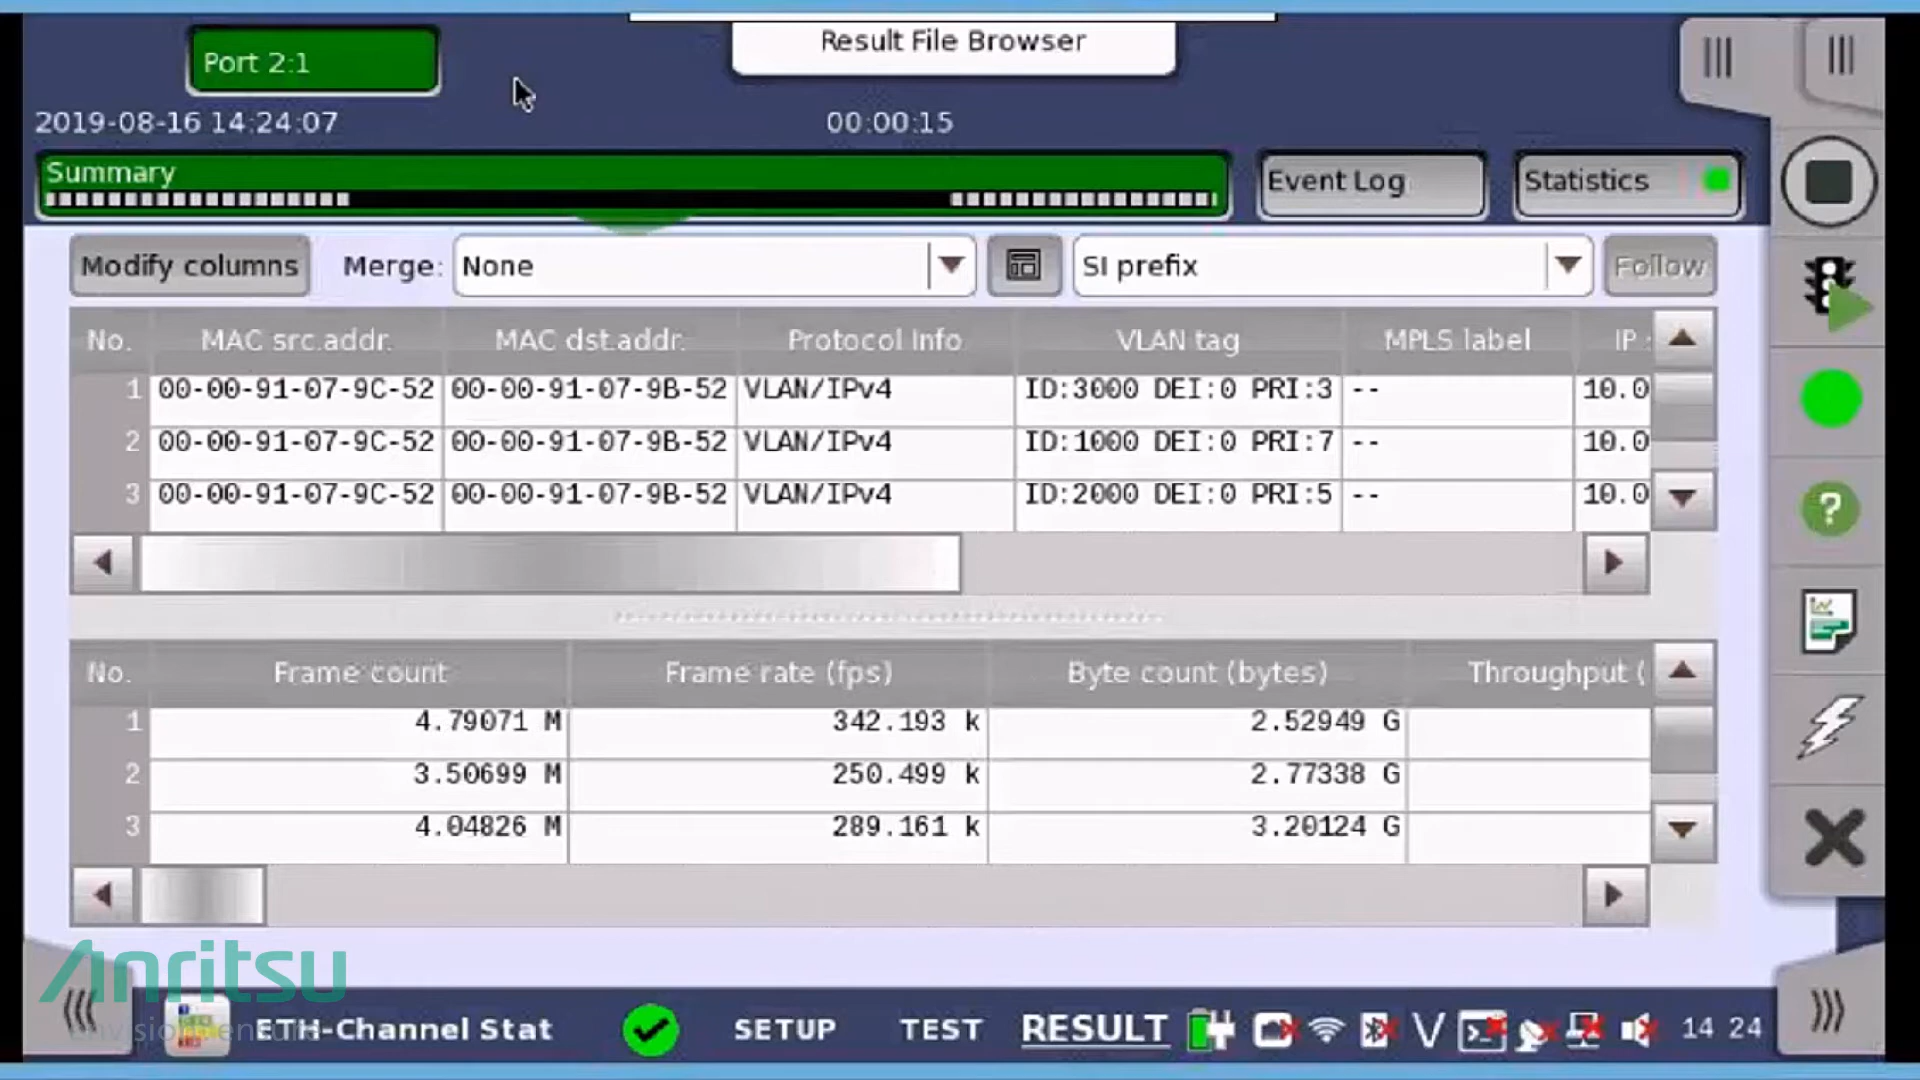 Result File Browser
Port 2:1
2019-08-16 14:24:07
00:00:15
Summary
Event Log
Statistics
Modify columns
Merge:
None
SI prefix
Follow
No. MAC src.addr. MAC dst.addr. Protocol Info VLAN tag MPLS label IP
1 00-00-91-07-9C-52 00-00-91-07-9B-52 VLAN/IPv4 ID:3000 DEI:0 PRI:3 -- 10.0
2 00-00-91-07-9C-52 00-00-91-07-9B-52 VLAN/IPv4 ID:1000 DEI:0 PRI:7 -- 10.0
3 00-00-91-07-9C-52 00-00-91-07-9B-52 VLAN/IPv4 ID:2000 DEI:0 PRI:5 -- 10.0
No. Frame count Frame rate (fps) Byte count (bytes) Throughput (
1 4.79071 M 342.193 k 2.52949 G
2 3.50699 M 250.499 k 2.77338 G
3 4.04826 M 289.161 k 3.20124 G
Anritsu
ETH-Channel Stat
SETUP
TEST
RESULT
V
14 24